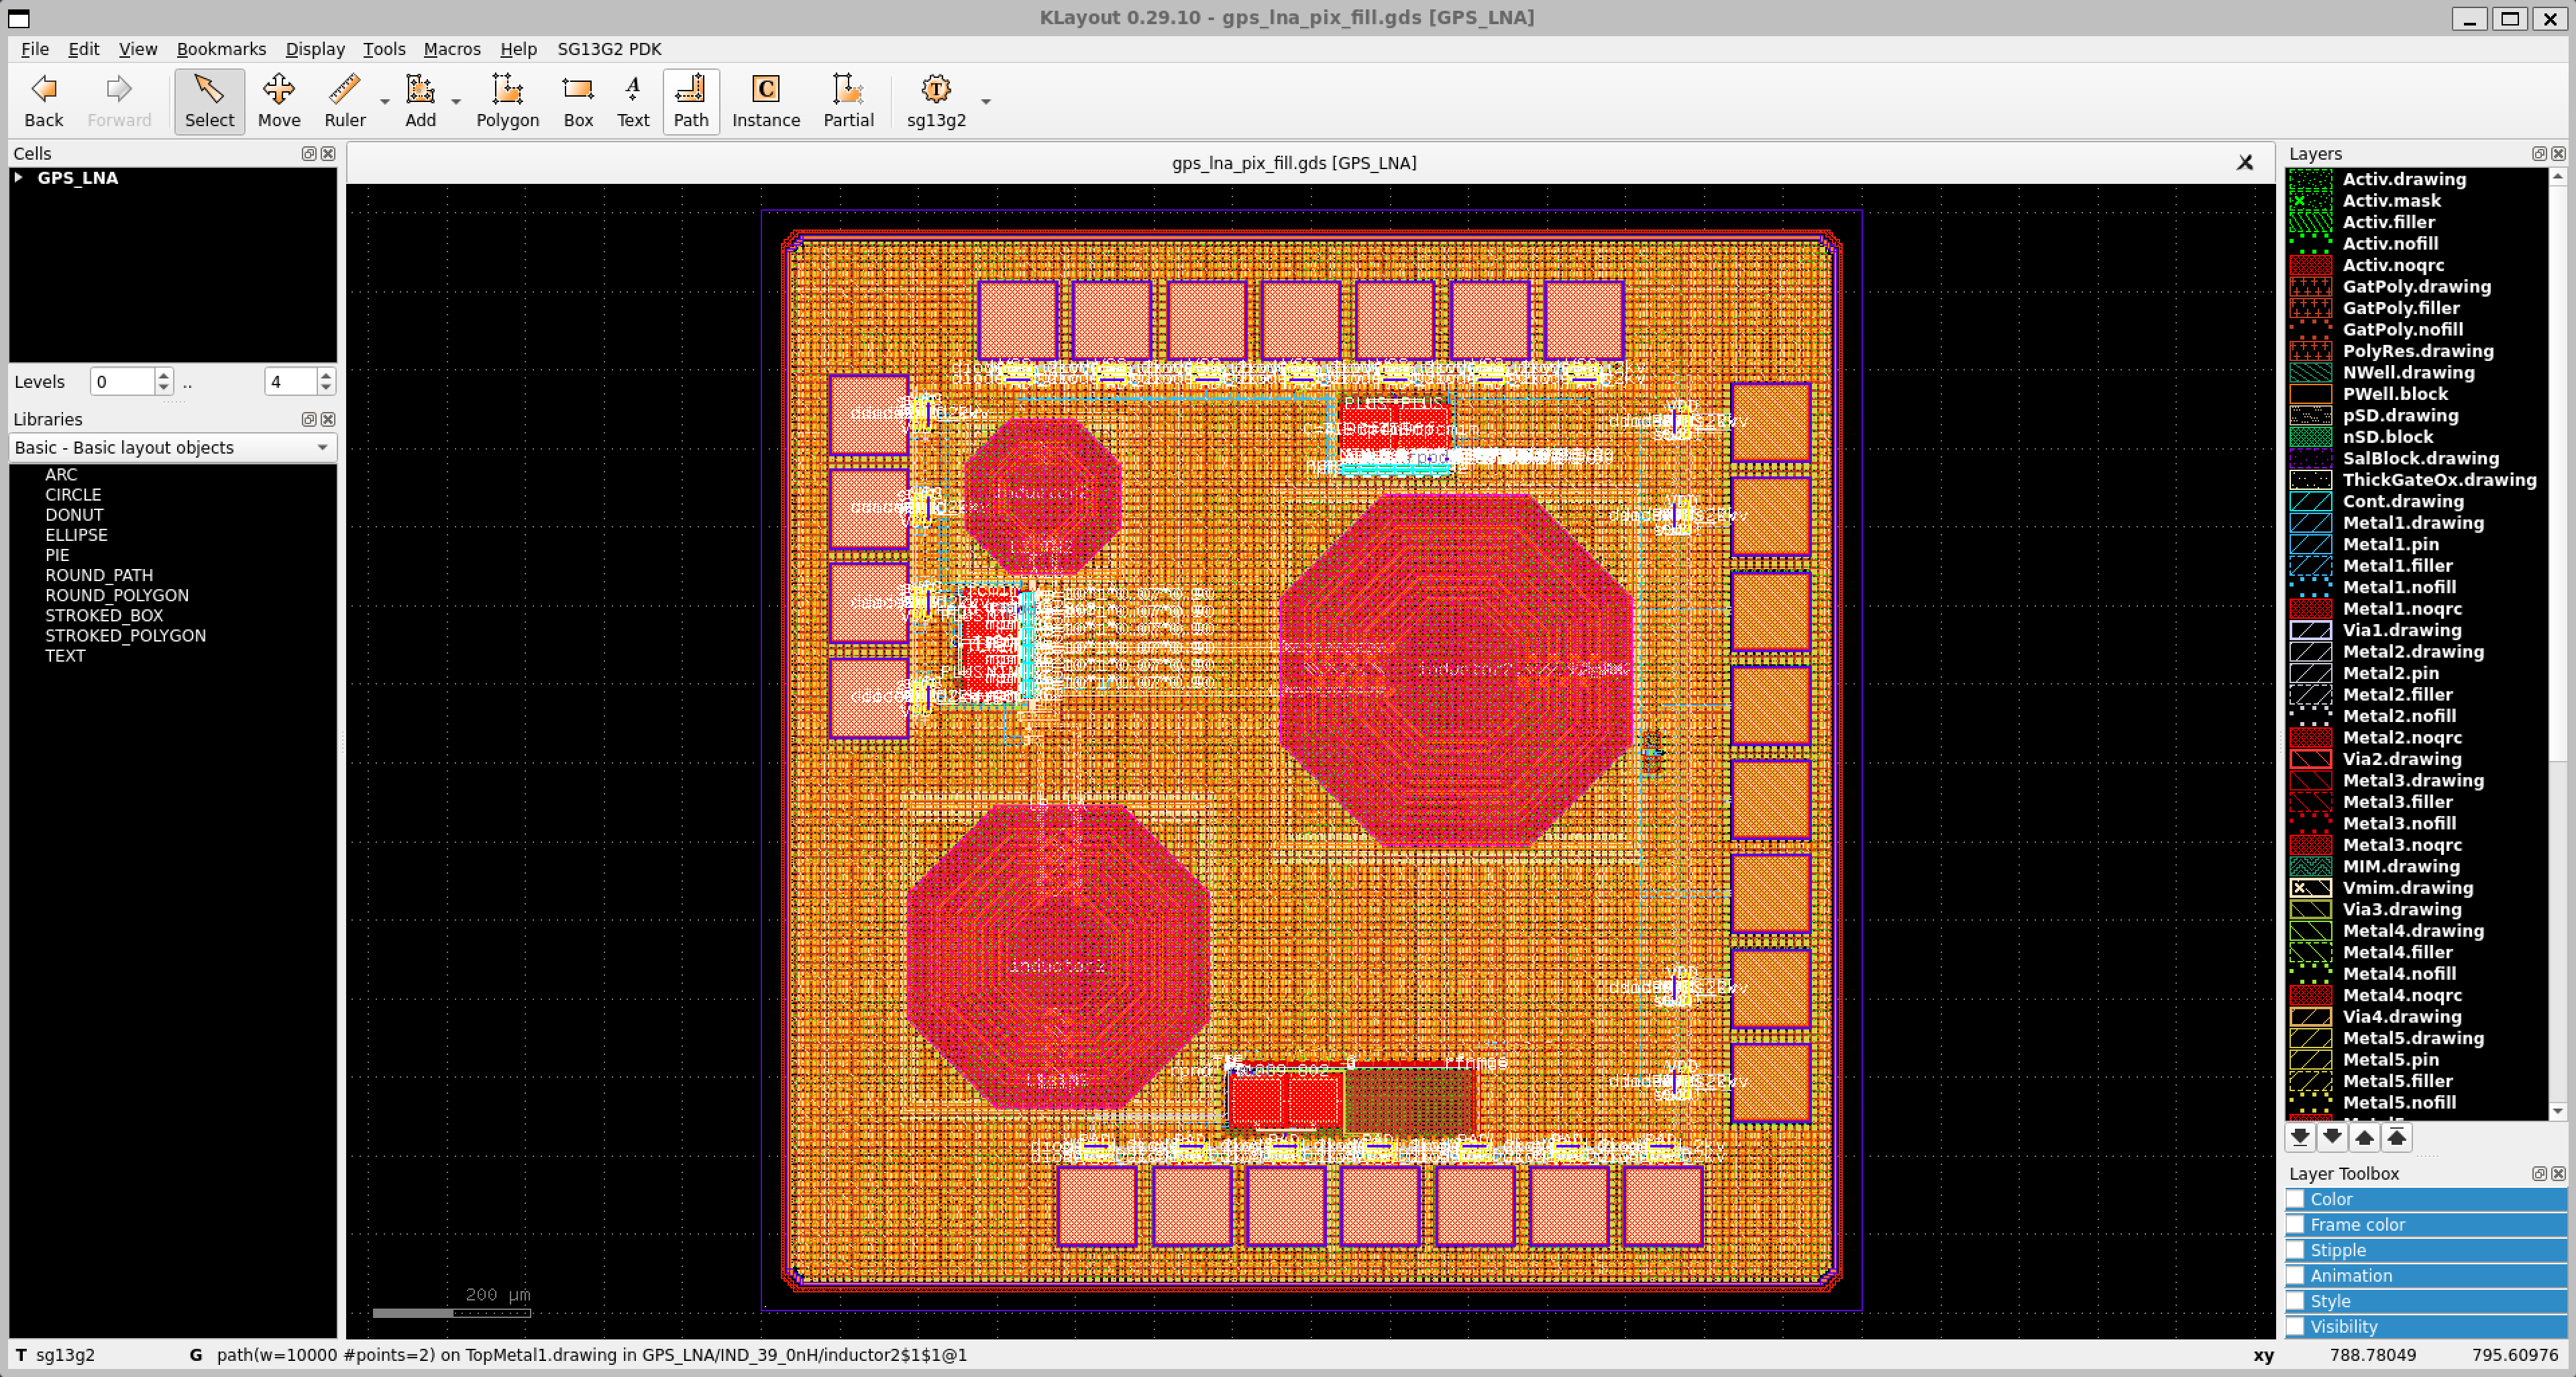 KLayout 0.29.10 - gps_lna_pix_fill.gds [GPS_LNA]
File Edit View Bookmarks Display Tools Macros Help SG13G2 PDK
Back Forward Select Move Ruler Add Polygon Box Text Path Instance Partial sg13g2
Cells
GPS_LNA
Levels 0 .. 4
Libraries
Basic - Basic layout objects
ARC
CIRCLE
DONUT
ELLIPSE
PIE
ROUND_PATH
ROUND_POLYGON
STROKED_BOX
STROKED_POLYGON
TEXT
gps_lna_pix_fill.gds [GPS_LNA]
inductor2
inductor2
inductor2
200 µm
Layers
Activ.drawing
Activ.mask
Activ.filler
Activ.nofill
Activ.noqrc
GatPoly.drawing
GatPoly.filler
GatPoly.nofill
PolyRes.drawing
NWell.drawing
PWell.block
pSD.drawing
nSD.block
SalBlock.drawing
ThickGateOx.drawing
Cont.drawing
Metal1.drawing
Metal1.pin
Metal1.filler
Metal1.nofill
Metal1.noqrc
Via1.drawing
Metal2.drawing
Metal2.pin
Metal2.filler
Metal2.nofill
Metal2.noqrc
Via2.drawing
Metal3.drawing
Metal3.filler
Metal3.nofill
Metal3.noqrc
MIM.drawing
Vmim.drawing
Via3.drawing
Metal4.drawing
Metal4.filler
Metal4.nofill
Metal4.noqrc
Via4.drawing
Metal5.drawing
Metal5.pin
Metal5.filler
Metal5.nofill
Layer Toolbox
Color
Frame color
Stipple
Animation
Style
Visibility
T sg13g2 G path(w=10000 #points=2) on TopMetal1.drawing in GPS_LNA/IND_39_0nH/inductor2$1$1@1 xy 788.78049 795.60976